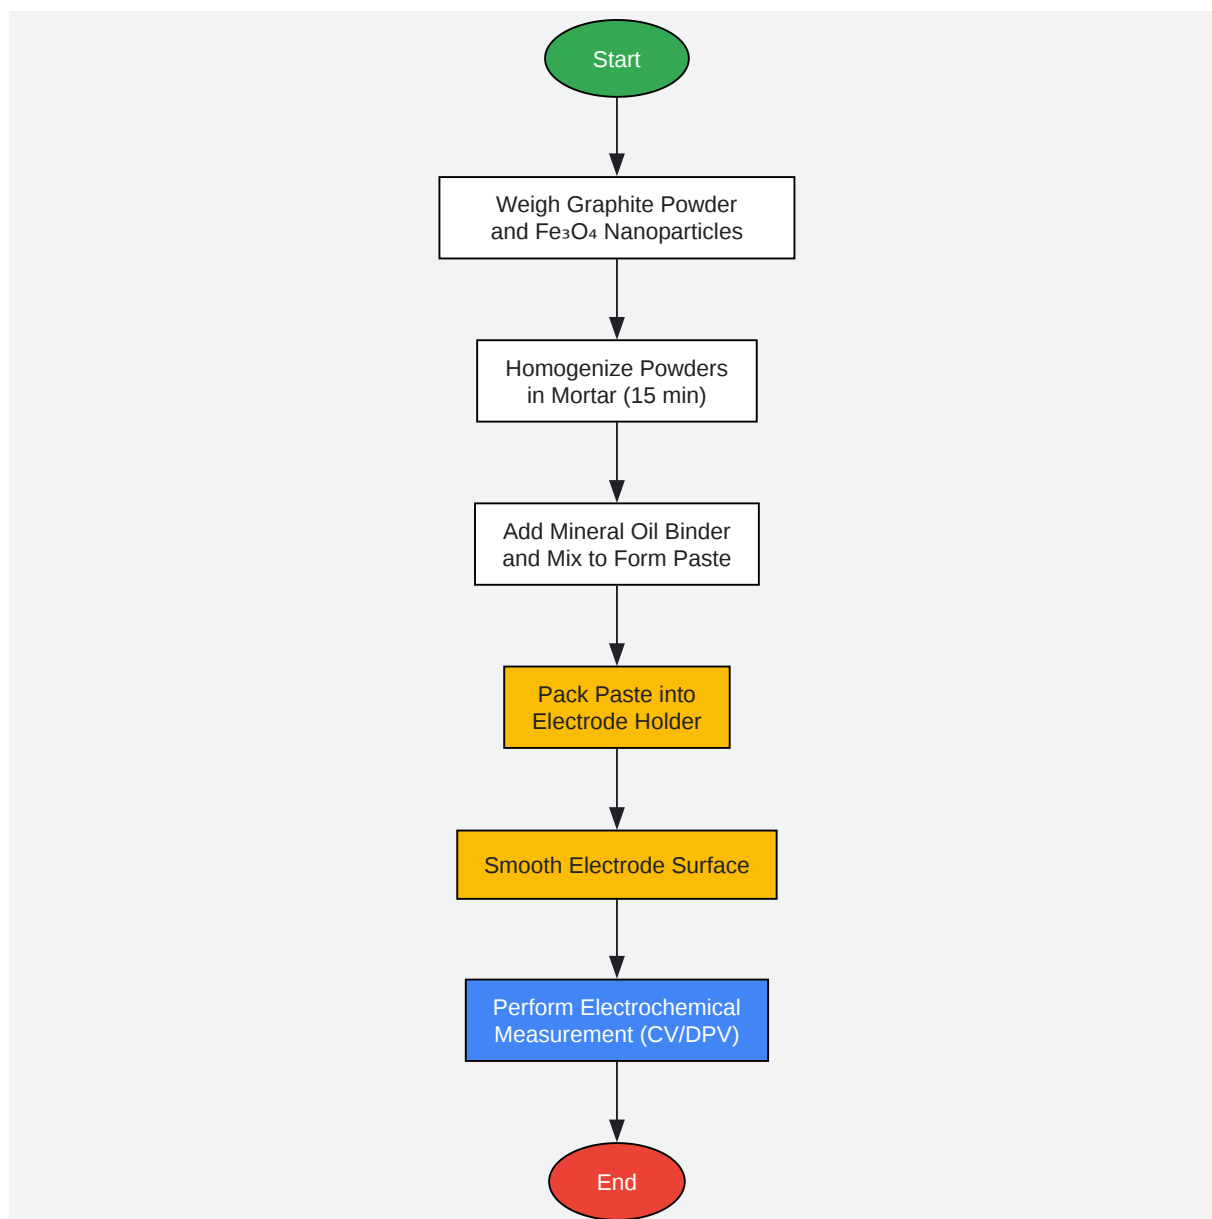 Start
Weigh Graphite Powder
and Fe₃O₄ Nanoparticles
Homogenize Powders
in Mortar (15 min)
Add Mineral Oil Binder
and Mix to Form Paste
Pack Paste into
Electrode Holder
Smooth Electrode Surface
Perform Electrochemical
Measurement (CV/DPV)
End